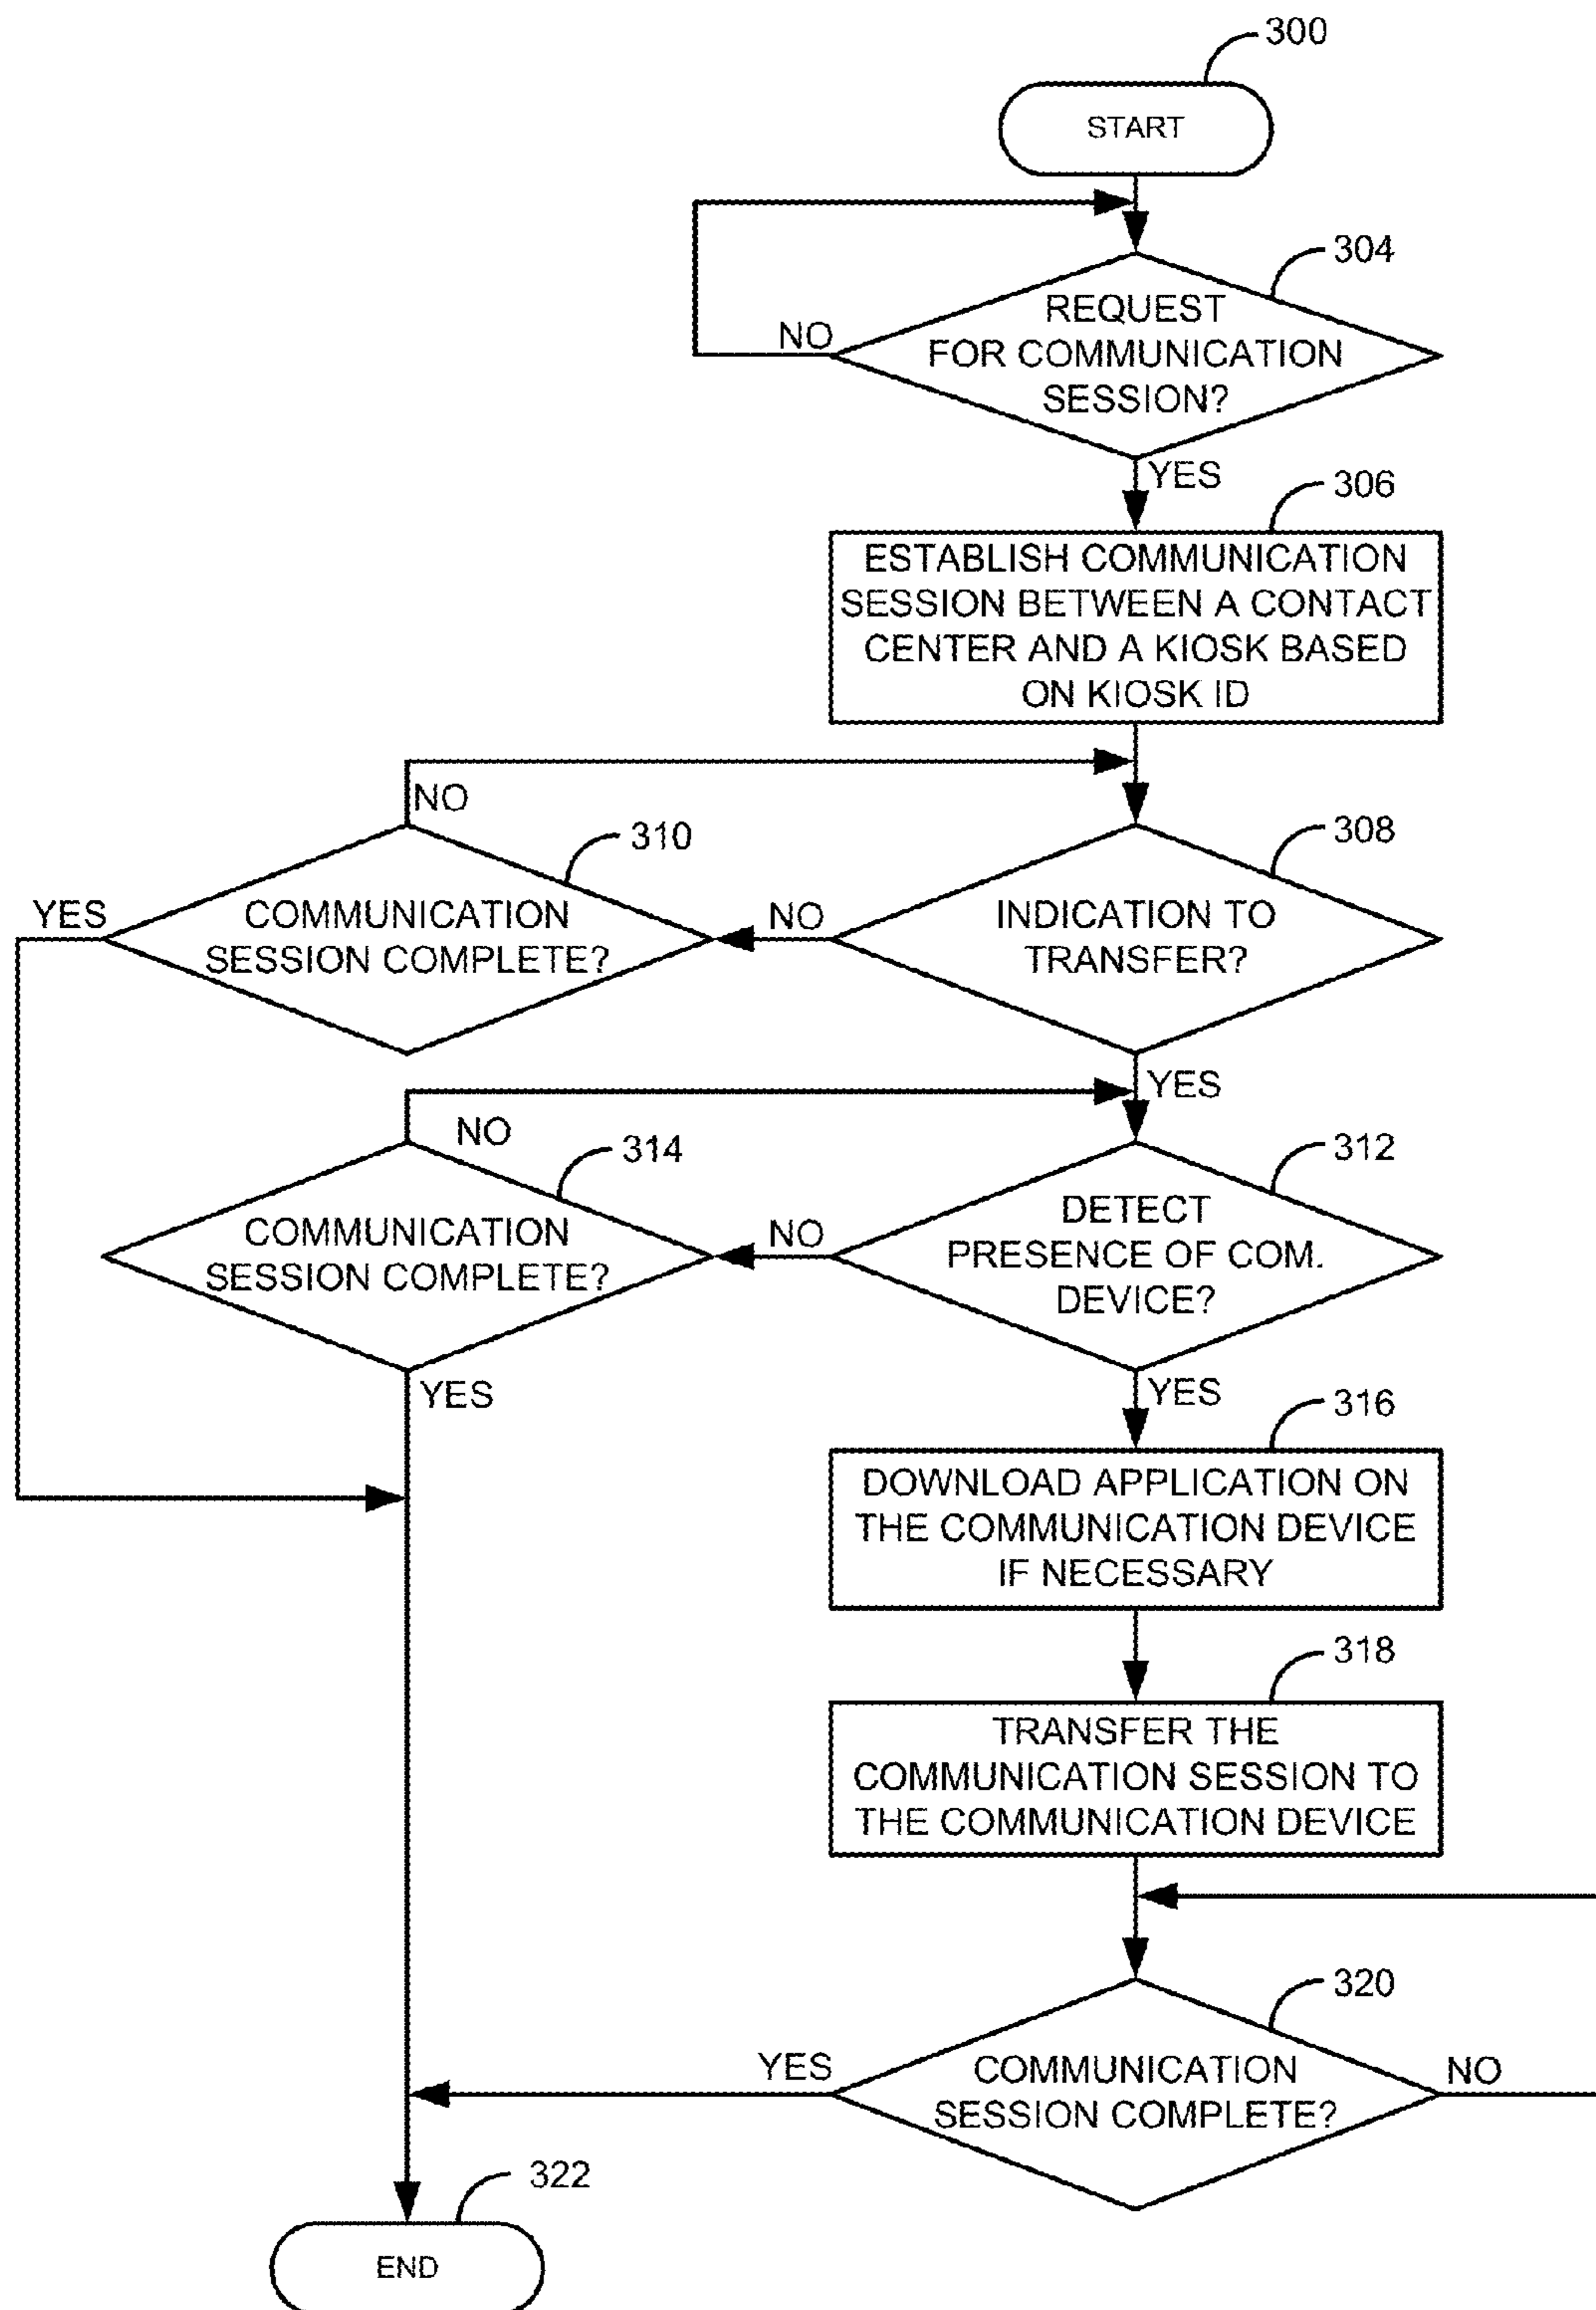 300
START
304
REQUEST
FOR COMMUNICATION
SESSION?
NO
YES
306
ESTABLISH COMMUNICATION
SESSION BETWEEN A CONTACT
CENTER AND A KIOSK BASED
ON KIOSK ID
NO
310
308
YES
COMMUNICATION
SESSION COMPLETE?
NO
INDICATION TO
TRANSFER?
YES
NO
314
312
COMMUNICATION
SESSION COMPLETE?
NO
DETECT
PRESENCE OF COM.
DEVICE?
YES
YES
316
DOWNLOAD APPLICATION ON
THE COMMUNICATION DEVICE
IF NECESSARY
318
TRANSFER THE
COMMUNICATION SESSION TO
THE COMMUNICATION DEVICE
320
YES
COMMUNICATION
SESSION COMPLETE?
NO
322
END